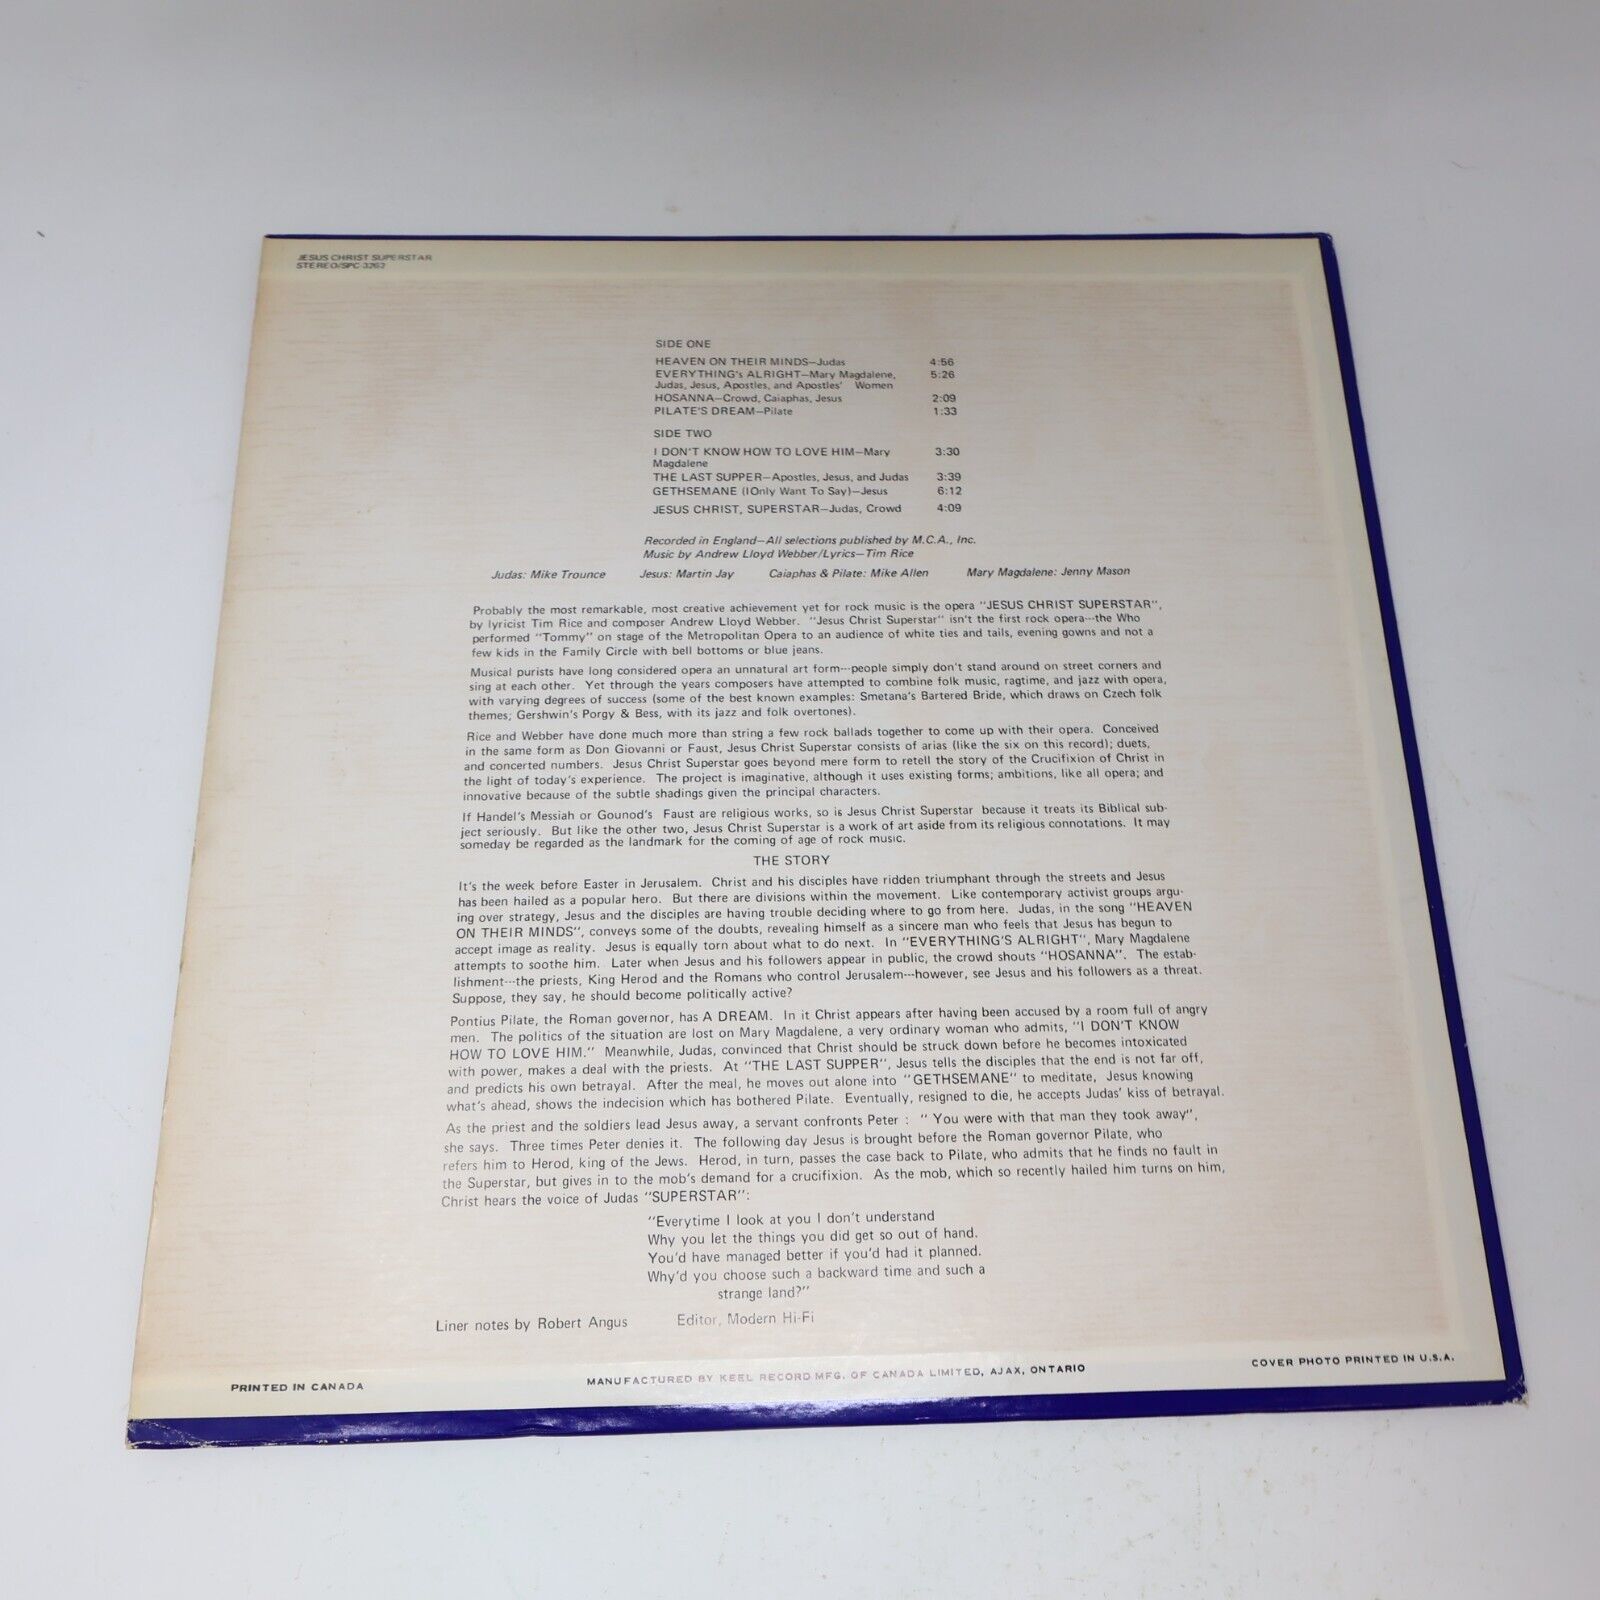 JESUS CHRIST SUPERSTAR
STEREO/SPC-3262
SIDE ONE
HEAVEN ON THEIR MINDS—Judas 4:56
EVERYTHING's ALRIGHT—Mary Magdalene, 5:26
Judas, Jesus, Apostles, and Apostles' Women
HOSANNA—Crowd, Caiaphas, Jesus 2:09
PILATE'S DREAM—Pilate 1:33
SIDE TWO
I DON'T KNOW HOW TO LOVE HIM—Mary 3:30
Magdalene
THE LAST SUPPER—Apostles, Jesus, and Judas 3:39
GETHSEMANE (IOnly Want To Say)—Jesus 6:12
JESUS CHRIST, SUPERSTAR—Judas, Crowd 4:09
Recorded in England—All selections published by M.C.A., Inc.
Music by Andrew Lloyd Webber/Lyrics—Tim Rice
Judas: Mike Trounce Jesus: Martin Jay Caiaphas & Pilate: Mike Allen Mary Magdalene: Jenny Mason
Probably the most remarkable, most creative achievement yet for rock music is the opera "JESUS CHRIST SUPERSTAR",
by lyricist Tim Rice and composer Andrew Lloyd Webber. "Jesus Christ Superstar" isn't the first rock opera---the Who
performed "Tommy" on stage of the Metropolitan Opera to an audience of white ties and tails, evening gowns and not a
few kids in the Family Circle with bell bottoms or blue jeans.
Musical purists have long considered opera an unnatural art form---people simply don't stand around on street corners and
sing at each other. Yet through the years composers have attempted to combine folk music, ragtime, and jazz with opera,
with varying degrees of success (some of the best known examples: Smetana's Bartered Bride, which draws on Czech folk
themes; Gershwin's Porgy & Bess, with its jazz and folk overtones).
Rice and Webber have done much more than string a few rock ballads together to come up with their opera. Conceived
in the same form as Don Giovanni or Faust, Jesus Christ Superstar consists of arias (like the six on this record); duets,
and concerted numbers. Jesus Christ Superstar goes beyond mere form to retell the story of the Crucifixion of Christ in
the light of today's experience. The project is imaginative, although it uses existing forms; ambitions, like all opera; and
innovative because of the subtle shadings given the principal characters.
If Handel's Messiah or Gounod's Faust are religious works, so is Jesus Christ Superstar because it treats its Biblical sub-
ject seriously. But like the other two, Jesus Christ Superstar is a work of art aside from its religious connotations. It may
someday be regarded as the landmark for the coming of age of rock music.
THE STORY
It's the week before Easter in Jerusalem. Christ and his disciples have ridden triumphant through the streets and Jesus
has been hailed as a popular hero. But there are divisions within the movement. Like contemporary activist groups argu-
ing over strategy, Jesus and the disciples are having trouble deciding where to go from here. Judas, in the song "HEAVEN
ON THEIR MINDS", conveys some of the doubts, revealing himself as a sincere man who feels that Jesus has begun to
accept image as reality. Jesus is equally torn about what to do next. In "EVERYTHING'S ALRIGHT", Mary Magdalene
attempts to soothe him. Later when Jesus and his followers appear in public, the crowd shouts "HOSANNA". The estab-
lishment---the priests, King Herod and the Romans who control Jerusalem---however, see Jesus and his followers as a threat.
Suppose, they say, he should become politically active?
Pontius Pilate, the Roman governor, has A DREAM. In it Christ appears after having been accused by a room full of angry
men. The politics of the situation are lost on Mary Magdalene, a very ordinary woman who admits, "I DON'T KNOW
HOW TO LOVE HIM." Meanwhile, Judas, convinced that Christ should be struck down before he becomes intoxicated
with power, makes a deal with the priests. At "THE LAST SUPPER", Jesus tells the disciples that the end is not far off,
and predicts his own betrayal. After the meal, he moves out alone into "GETHSEMANE" to meditate, Jesus knowing
what's ahead, shows the indecision which has bothered Pilate. Eventually, resigned to die, he accepts Judas' kiss of betrayal.
As the priest and the soldiers lead Jesus away, a servant confronts Peter : " You were with that man they took away",
she says. Three times Peter denies it. The following day Jesus is brought before the Roman governor Pilate, who
refers him to Herod, king of the Jews. Herod, in turn, passes the case back to Pilate, who admits that he finds no fault in
the Superstar, but gives in to the mob's demand for a crucifixion. As the mob, which so recently hailed him turns on him,
Christ hears the voice of Judas "SUPERSTAR":
"Everytime I look at you I don't understand
Why you let the things you did get so out of hand.
You'd have managed better if you'd had it planned.
Why'd you choose such a backward time and such a
strange land?"
Liner notes by Robert Angus Editor, Modern Hi-Fi
PRINTED IN CANADA MANUFACTURED BY KEEL RECORD MFG. OF CANADA LIMITED, AJAX, ONTARIO COVER PHOTO PRINTED IN U.S.A.